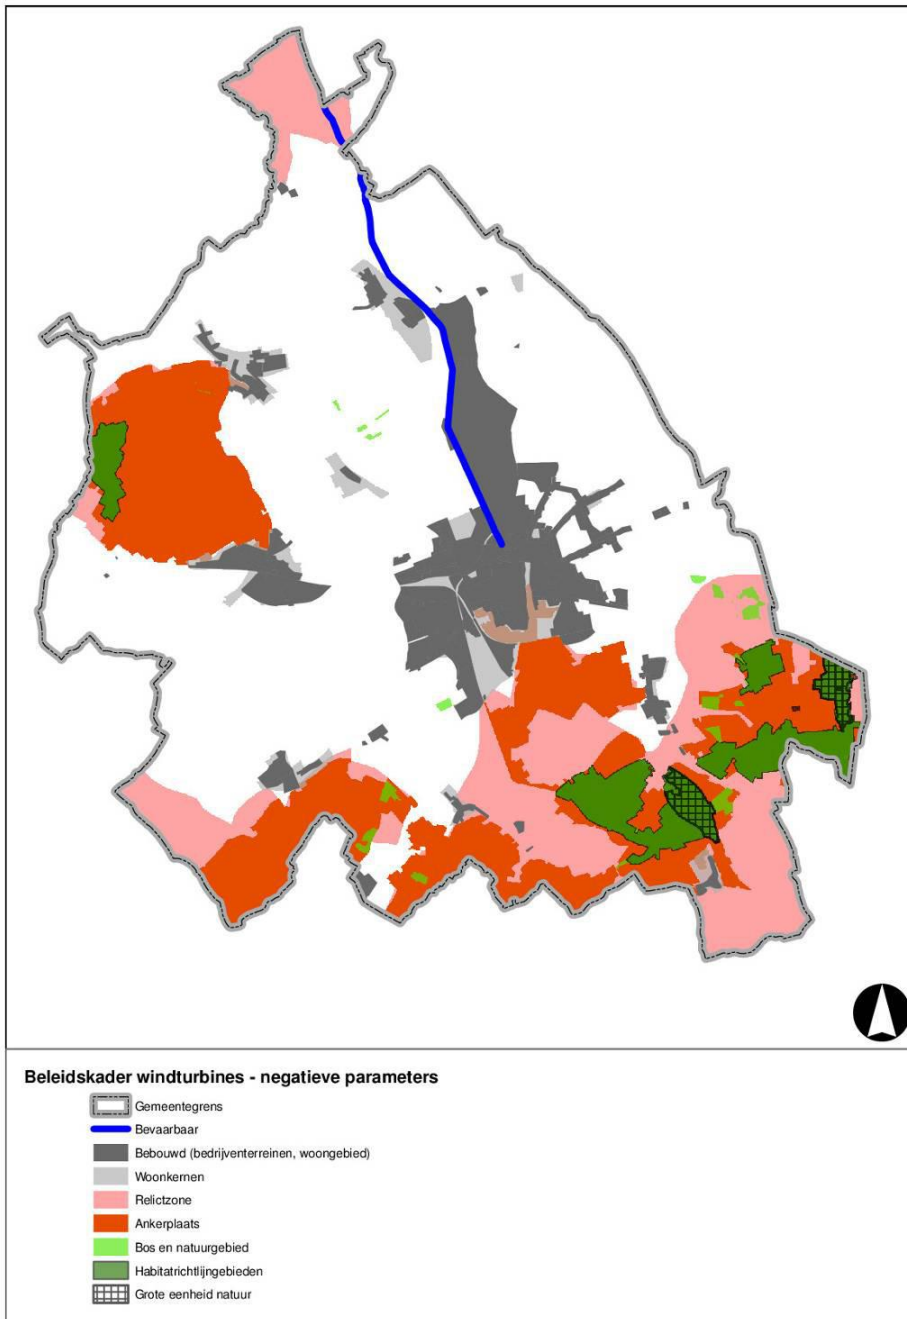 Beleidskader windturbines - negatieve parameters
Gemeentegrens
Bevaarbaar
Bebouwd (bedrijventerreinen, woongebied)
Woonkernen
Relictzone
Ankerplaats
Bos en natuurgebied
Habitatrichtlijngebieden
Grote eenheid natuur